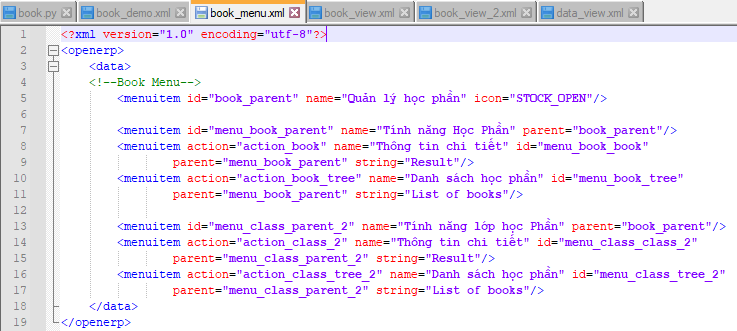 book.py book_demo.xml book_menu.xml book_view.xml book_view_2.xml data_view.xml
1 <?xml version="1.0" encoding="utf-8"?>
2 <openerp>
3 <data>
4 <!--Book Menu-->
5 <menuitem id="book_parent" name="Quản lý học phần" icon="STOCK_OPEN"/>
6
7 <menuitem id="menu_book_parent" name="Tính năng Học Phần" parent="book_parent"/>
8 <menuitem action="action_book" name="Thông tin chi tiết" id="menu_book_book"
9 parent="menu_book_parent" string="Result"/>
10 <menuitem action="action_book_tree" name="Danh sách học phần" id="menu_book_tree"
11 parent="menu_book_parent" string="List of books"/>
12
13 <menuitem id="menu_class_parent_2" name="Tính năng lớp học Phần" parent="book_parent"/>
14 <menuitem action="action_class_2" name="Thông tin chi tiết" id="menu_class_class_2"
15 parent="menu_class_parent_2" string="Result"/>
16 <menuitem action="action_class_tree_2" name="Danh sách học phần" id="menu_class_tree_2"
17 parent="menu_class_parent_2" string="List of books"/>
18 </data>
19 </openerp>